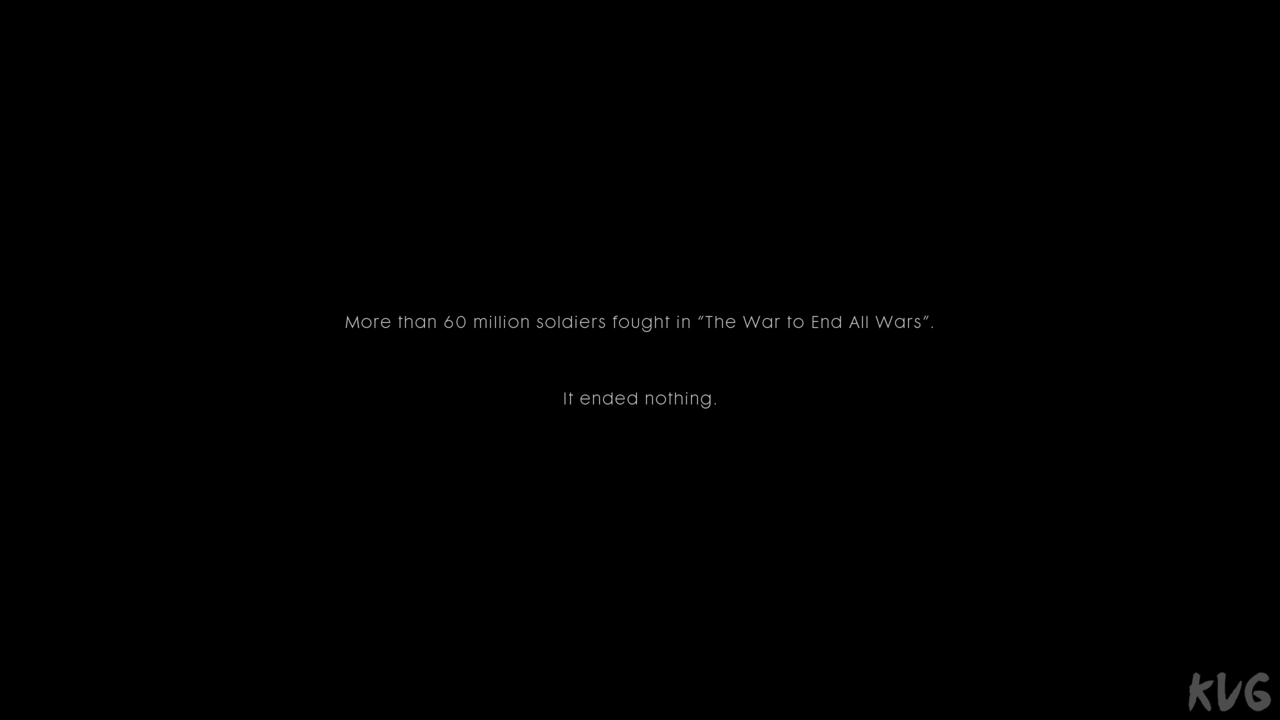 More than 60 million soldiers fought in “The War to End All Wars”.
It ended nothing.
KVG